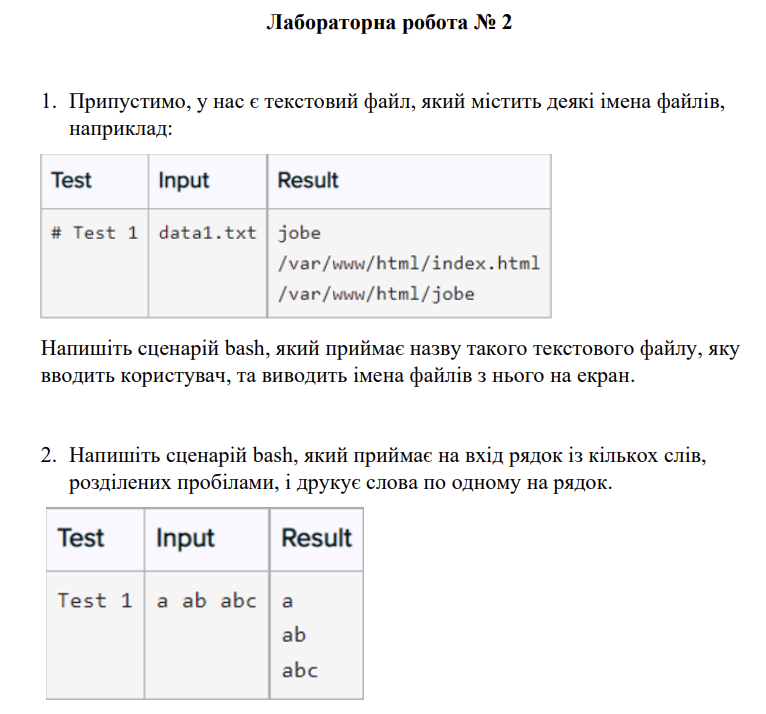 Лабораторна робота № 2
1. Припустимо, у нас є текстовий файл, який містить деякі імена файлів,
наприклад:
Test Input Result
# Test 1 data1.txt jobe
/var/www/html/index.html
/var/www/html/jobe
Напишіть сценарій bash, який приймає назву такого текстового файлу, яку
вводить користувач, та виводить імена файлів з нього на екран.
2. Напишіть сценарій bash, який приймає на вхід рядок із кількох слів,
розділених пробілами, і друкує слова по одному на рядок.
Test Input Result
Test 1 a ab abc a
ab
abc